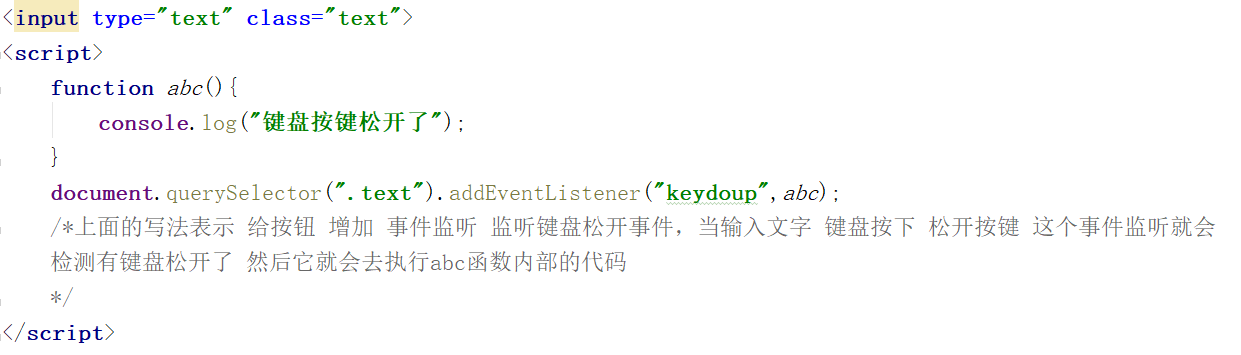 <input type="text" class="text">
<script>
function abc(){
console.log("键盘按键松开了");
}
document.querySelector(".text").addEventListener("keydoup",abc);
/*上面的写法表示 给按钮 增加 事件监听 监听键盘松开事件，当输入文字 键盘按下 松开按键 这个事件监听就会
检测有键盘松开了 然后它就会去执行abc函数内部的代码
*/
</script>